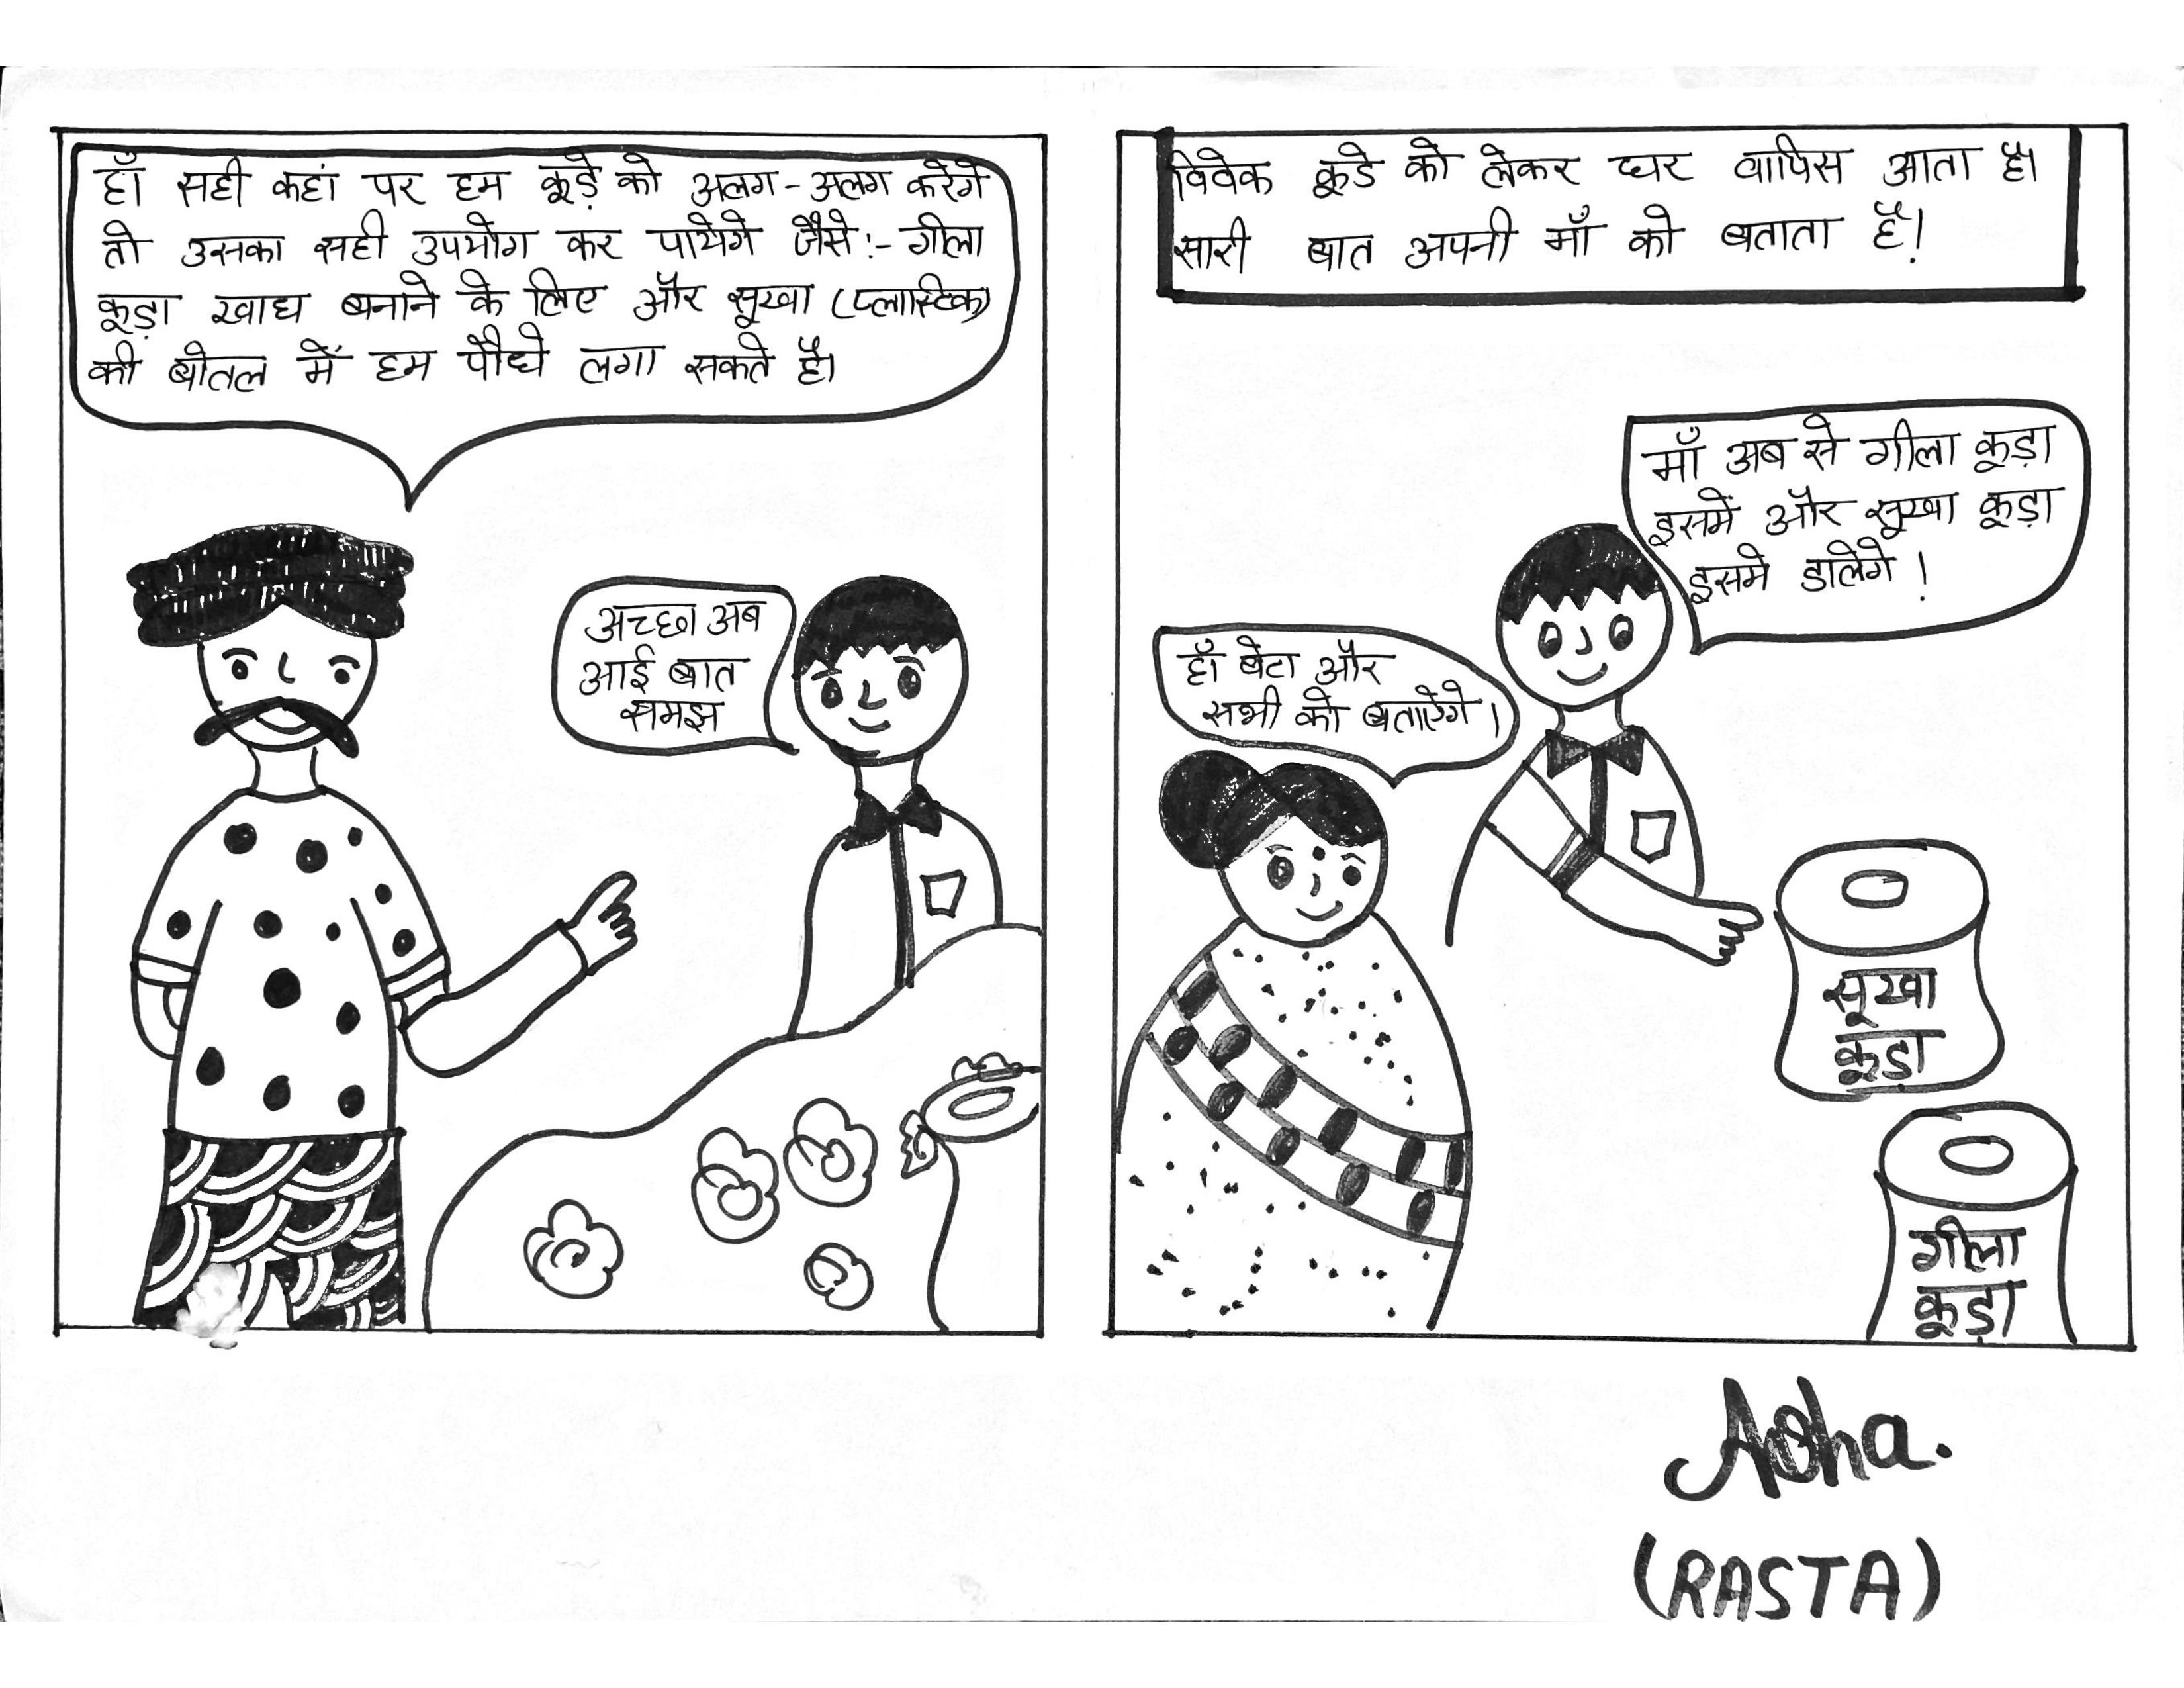 हाँ सही कहां पर हम कूड़े को अलग-अलग करेगें
तो उसका सही उपयोग कर पायेगे जैसे:- गीला
कूड़ा खाद्य बनाने के लिए और सूखा (प्लास्टिक)
की बोतल में हम पौधे लगा सकते है।
अच्छा अब
आई बात
समझ
विवेक कूडे को लेकर घर वापिस आता है।
सारी बात अपनी माँ को बताता है!
माँ अब से गीला कूड़ा
इसमें और सूखा कूड़ा
इसमे डालेगे !
हाँ बेटा और
सभी को बताऐगे।
सूखा
कूड़ा
गीला
कूड़ा
Asha.
(RASTA)